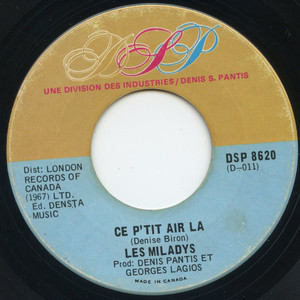 DSP
UNE DIVISION DES INDUSTRIES/DENIS S. PANTIS
Dist: LONDON
RECORDS OF
CANADA
(1967) LTD.
Ed. DENSTA
MUSIC
DSP 8620
(D-011)
CE P'TIT AIR LA
(Denise Biron)
LES MILADYS
Prod: DENIS PANTIS ET
GEORGES LAGIOS
MADE IN CANADA